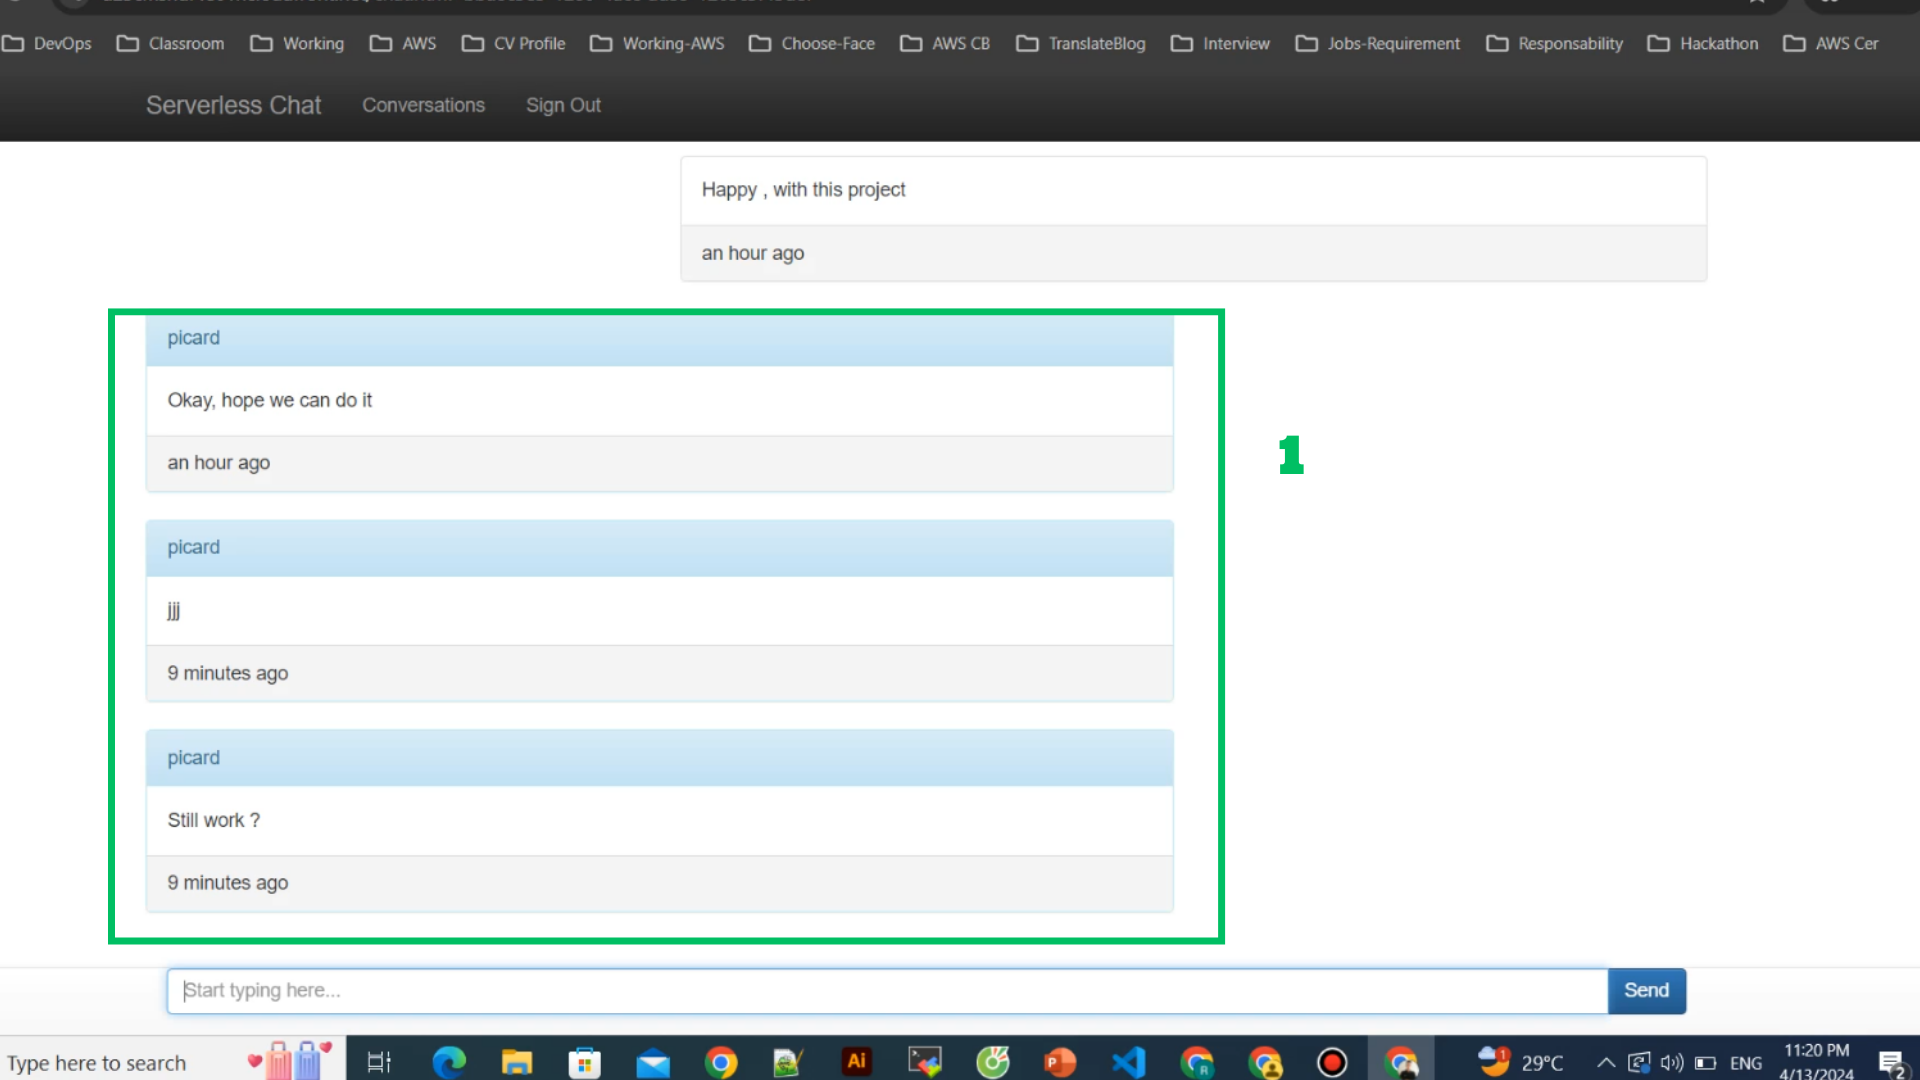 DevOps Classroom Working AWS CV Profile Working-AWS Choose-Face AWS CB TranslateBlog Interview Jobs-Requirement Responsability Hackathon AWS Cer
Serverless Chat Conversations Sign Out
Happy , with this project
an hour ago
picard
Okay, hope we can do it
an hour ago
1
picard
jjj
9 minutes ago
picard
Still work ?
9 minutes ago
Start typing here...
Send
Type here to search
Ai
1
29°C
ENG
11:20 PM
4/13/2024
2